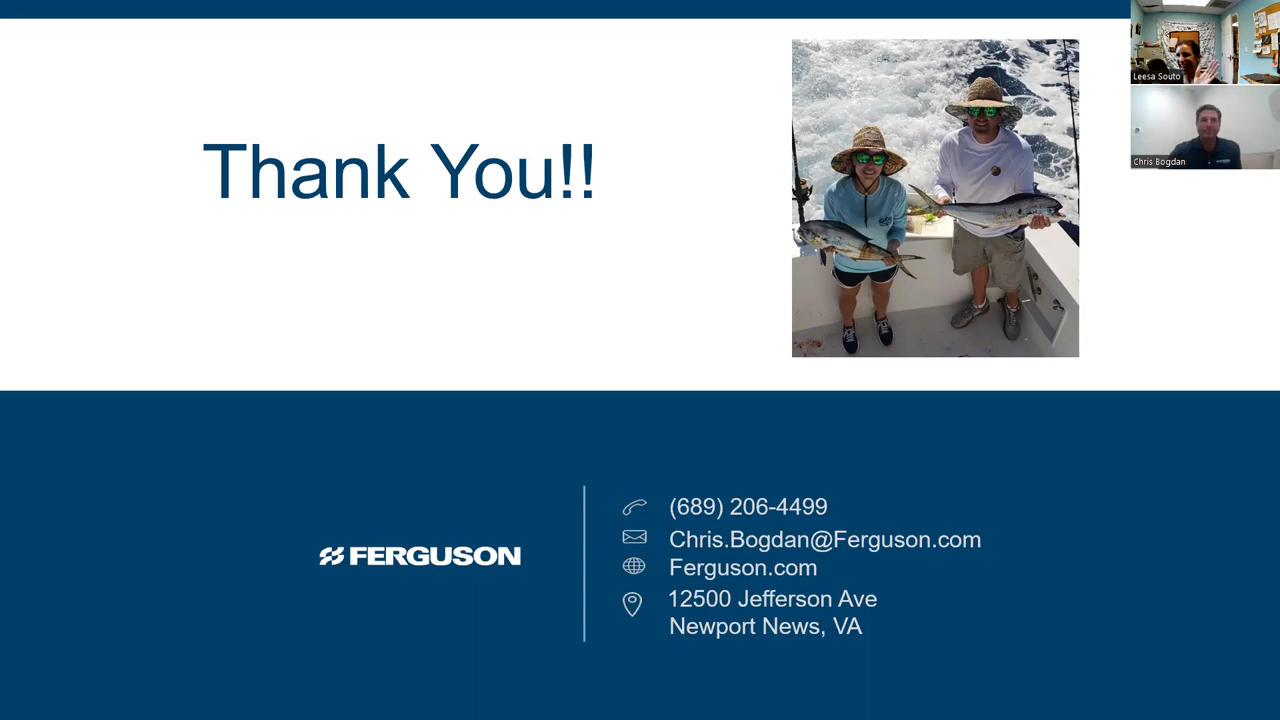 Thank You!!
Leesa Souto
Chris Bogdan
FERGUSON
(689) 206-4499
Chris.Bogdan@Ferguson.com
Ferguson.com
12500 Jefferson Ave
Newport News, VA